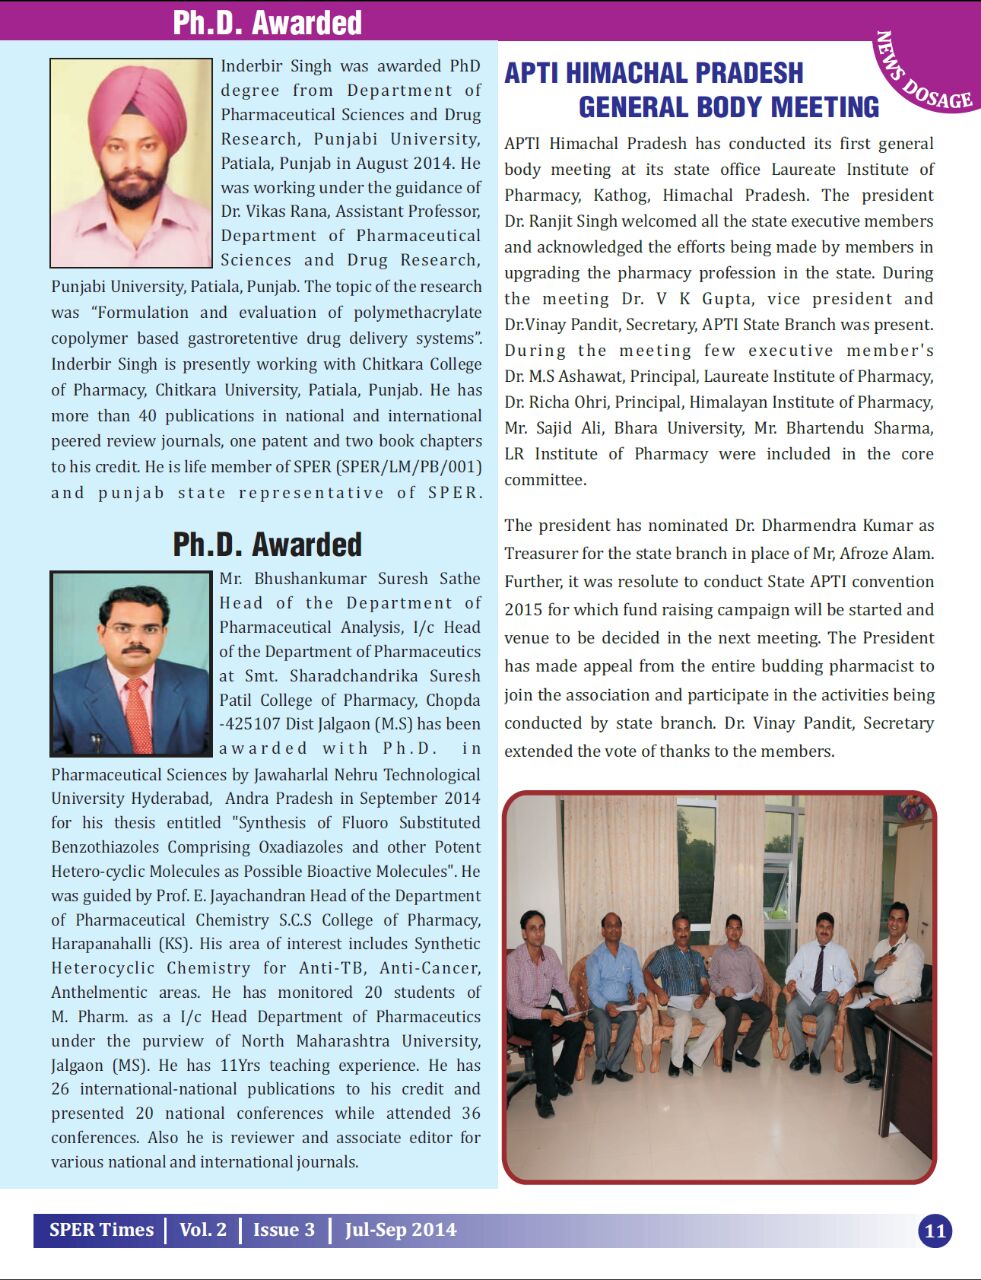 Ph.D. Awarded
Inderbir Singh was awarded PhD
degree from Department of
Pharmaceutical Sciences and Drug
Research, Punjabi University,
Patiala, Punjab in August 2014. He
was working under the guidance of
Dr. Vikas Rana, Assistant Professor,
Department of Pharmaceutical
Sciences and Drug Research,
Punjabi University, Patiala, Punjab. The topic of the research
was “Formulation and evaluation of polymethacrylate
copolymer based gastroretentive drug delivery systems”.
Inderbir Singh is presently working with Chitkara College
of Pharmacy, Chitkara University, Patiala, Punjab. He has
more than 40 publications in national and international
peered review journals, one patent and two book chapters
to his credit. He is life member of SPER (SPER/LM/PB/001)
and punjab state representative of SPER.
Ph.D. Awarded
Mr. Bhushankumar Suresh Sathe
Head of the Department of
Pharmaceutical Analysis, I/c Head
of the Department of Pharmaceutics
at Smt. Sharadchandrika Suresh
Patil College of Pharmacy, Chopda
-425107 Dist Jalgaon (M.S) has been
awarded with Ph.D. in
Pharmaceutical Sciences by Jawaharlal Nehru Technological
University Hyderabad, Andra Pradesh in September 2014
for his thesis entitled "Synthesis of Fluoro Substituted
Benzothiazoles Comprising Oxadiazoles and other Potent
Hetero-cyclic Molecules as Possible Bioactive Molecules". He
was guided by Prof. E. Jayachandran Head of the Department
of Pharmaceutical Chemistry S.C.S College of Pharmacy,
Harapanahalli (KS). His area of interest includes Synthetic
Heterocyclic Chemistry for Anti-TB, Anti-Cancer,
Anthelmentic areas. He has monitored 20 students of
M. Pharm. as a I/c Head Department of Pharmaceutics
under the purview of North Maharashtra University,
Jalgaon (MS). He has 11Yrs teaching experience. He has
26 international-national publications to his credit and
presented 20 national conferences while attended 36
conferences. Also he is reviewer and associate editor for
various national and international journals.
NEWS DOSAGE
APTI HIMACHAL PRADESH
GENERAL BODY MEETING
APTI Himachal Pradesh has conducted its first general
body meeting at its state office Laureate Institute of
Pharmacy, Kathog, Himachal Pradesh. The president
Dr. Ranjit Singh welcomed all the state executive members
and acknowledged the efforts being made by members in
upgrading the pharmacy profession in the state. During
the meeting Dr. V K Gupta, vice president and
Dr.Vinay Pandit, Secretary, APTI State Branch was present.
During the meeting few executive member's
Dr. M.S Ashawat, Principal, Laureate Institute of Pharmacy,
Dr. Richa Ohri, Principal, Himalayan Institute of Pharmacy,
Mr. Sajid Ali, Bhara University, Mr. Bhartendu Sharma,
LR Institute of Pharmacy were included in the core
committee.
The president has nominated Dr. Dharmendra Kumar as
Treasurer for the state branch in place of Mr, Afroze Alam.
Further, it was resolute to conduct State APTI convention
2015 for which fund raising campaign will be started and
venue to be decided in the next meeting. The President
has made appeal from the entire budding pharmacist to
join the association and participate in the activities being
conducted by state branch. Dr. Vinay Pandit, Secretary
extended the vote of thanks to the members.
SPER Times | Vol. 2 | Issue 3 | Jul-Sep 2014
11